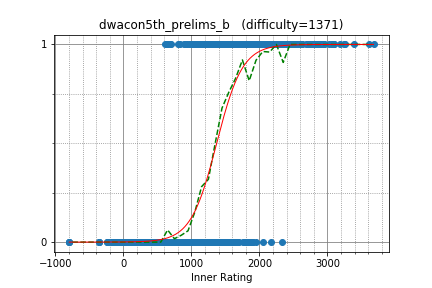 dwacon5th_prelims_b (difficulty=1371)
1
0
−1000 0 1000 2000 3000
Inner Rating